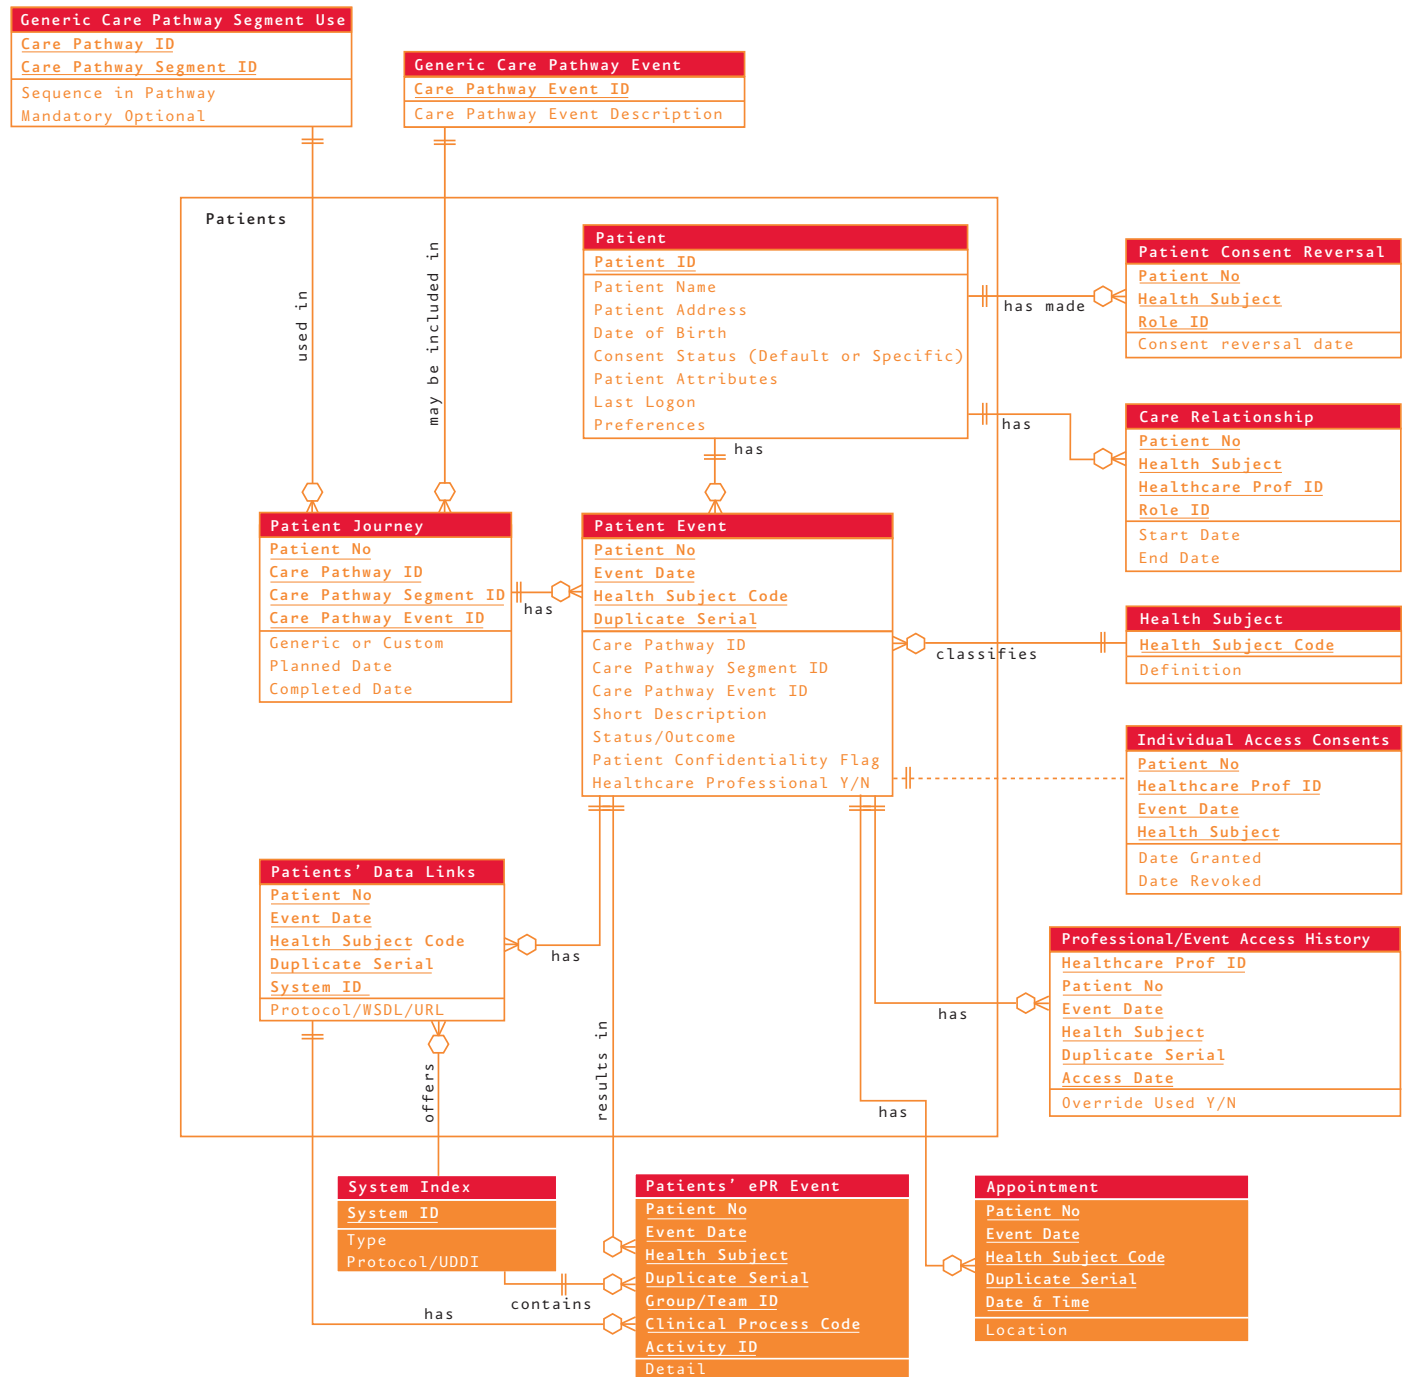 Generic Care Pathway Segment Use
Care Pathway ID
Care Pathway Segment ID
Sequence in Pathway
Mandatory Optional
Generic Care Pathway Event
Care Pathway Event ID
Care Pathway Event Description
Patients
used in
may be included in
Patient
Patient ID
Patient Name
Patient Address
Date of Birth
Consent Status (Default or Specific)
Patient Attributes
Last Logon
Preferences
has made
has
has
Patient Consent Reversal
Patient No
Health Subject
Role ID
Consent reversal date
Care Relationship
Patient No
Health Subject
Healthcare Prof ID
Role ID
Start Date
End Date
Patient Journey
Patient No
Care Pathway ID
Care Pathway Segment ID
Care Pathway Event ID
Generic or Custom
Planned Date
Completed Date
has
Patient Event
Patient No
Event Date
Health Subject Code
Duplicate Serial
Care Pathway ID
Care Pathway Segment ID
Care Pathway Event ID
Short Description
Status/Outcome
Patient Confidentiality Flag
Healthcare Professional Y/N
classifies
Health Subject
Health Subject Code
Definition
Individual Access Consents
Patient No
Healthcare Prof ID
Event Date
Health Subject
Date Granted
Date Revoked
Patients’ Data Links
Patient No
Event Date
Health Subject Code
Duplicate Serial
System ID
Protocol/WSDL/URL
has
results in
offers
has
has
Professional/Event Access History
Healthcare Prof ID
Patient No
Event Date
Health Subject
Duplicate Serial
Access Date
Override Used Y/N
System Index
System ID
Type
Protocol/UDDI
contains
has
Patients’ ePR Event
Patient No
Event Date
Health Subject
Duplicate Serial
Group/Team ID
Clinical Process Code
Activity ID
Detail
Appointment
Patient No
Event Date
Health Subject Code
Duplicate Serial
Date & Time
Location